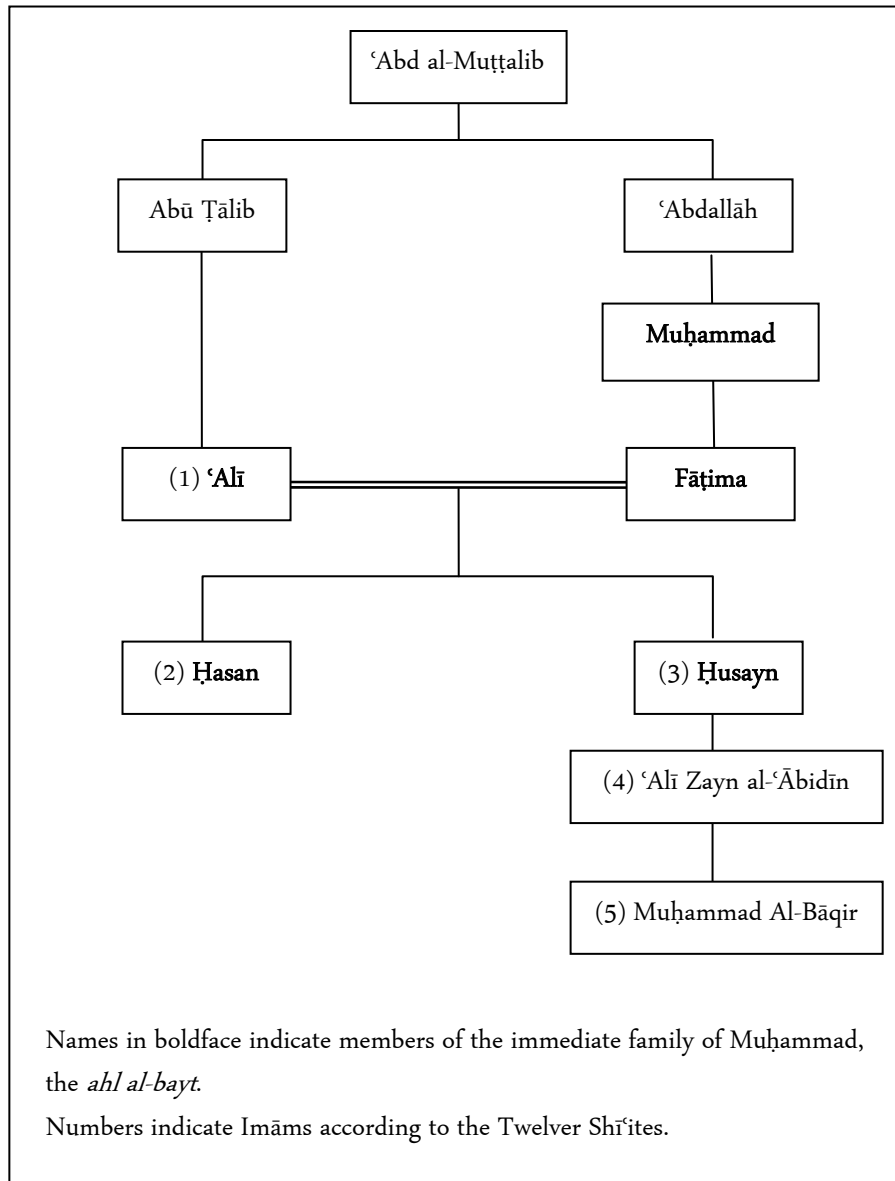 ʿAbd al-Muṭṭalib
Abū Ṭālib
ʿAbdallāh
Muḥammad
(1) ʿAlī
Fāṭima
(2) Ḥasan
(3) Ḥusayn
(4) ʿAlī Zayn al-ʿĀbidīn
(5) Muḥammad Al-Bāqir
Names in boldface indicate members of the immediate family of Muḥammad,
the ahl al-bayt.
Numbers indicate Imāms according to the Twelver Shīʿites.